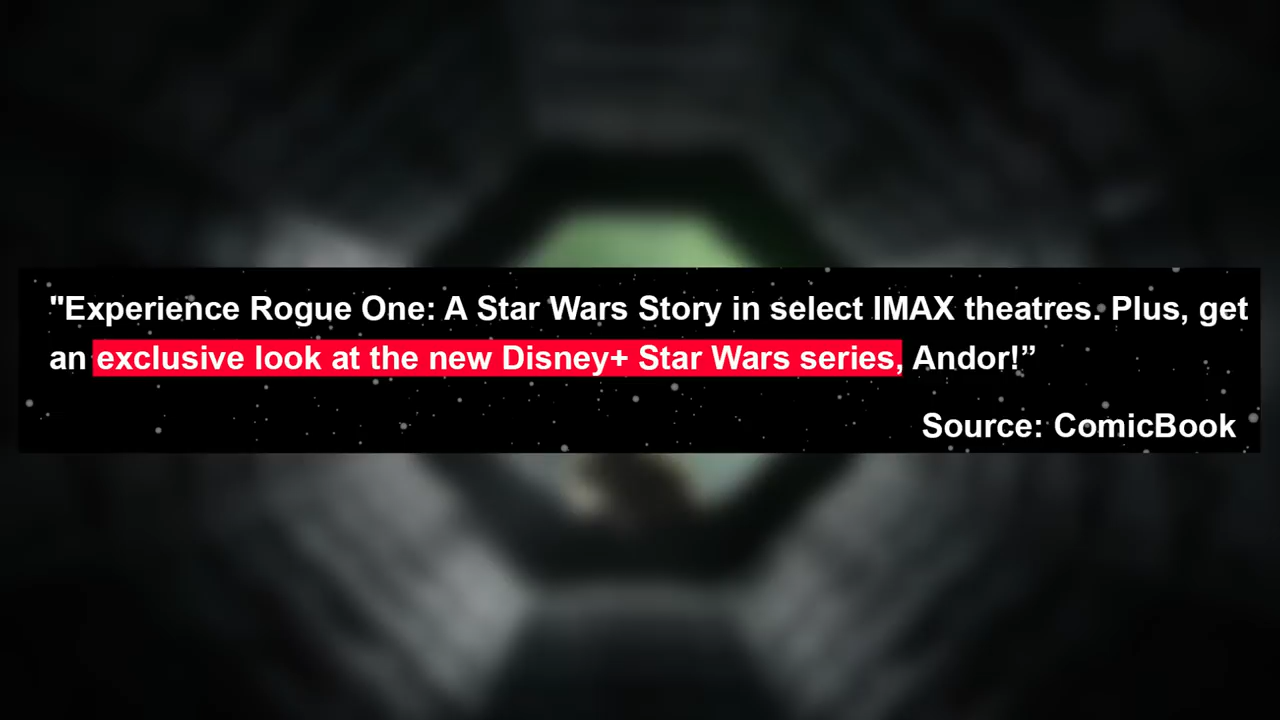 "Experience Rogue One: A Star Wars Story in select IMAX theatres. Plus, get
an exclusive look at the new Disney+ Star Wars series, Andor!”
Source: ComicBook